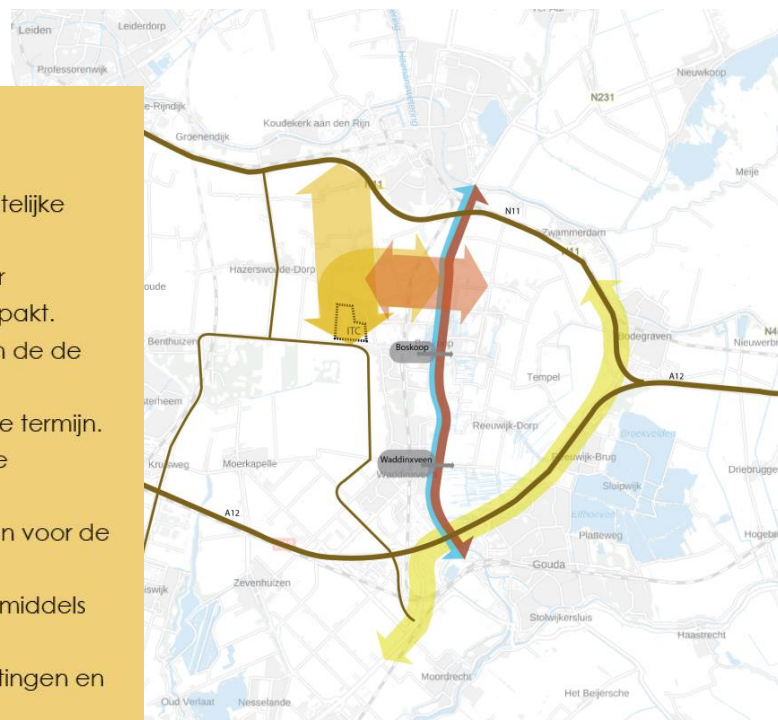 telijke
r
pakt.
n de de
e termijn.
e
n voor de
middels
tingen en
Leiden
Leiderdorp
Professorenwijk
Nieuwkoop
N231
e-Rijndijk
Koudekerk aan den Rijn
Groenendijk
Meije
N11
N11
Zwammerdam
N11
Hazerswoude-Dorp
oude
ITC
Boskoop
Bodegraven
Benthuizen
Nieuwerbr
A12
Tempel
sterheem
Reeuwijk-Dorp
Kruisweg
Moerkapelle
Waddinxveen
Waddinxveen
Reeuwijk-Brug
Broekvelden
Driebrugge
Sluipwijk
Elfhoeven
A12
Platteweg
Hogeb
Gouda
Zevenhuizen
Stolwijkersluis
Haastrecht
Moordrecht
Het Beijersche
Oud Verlaat
Nesselande